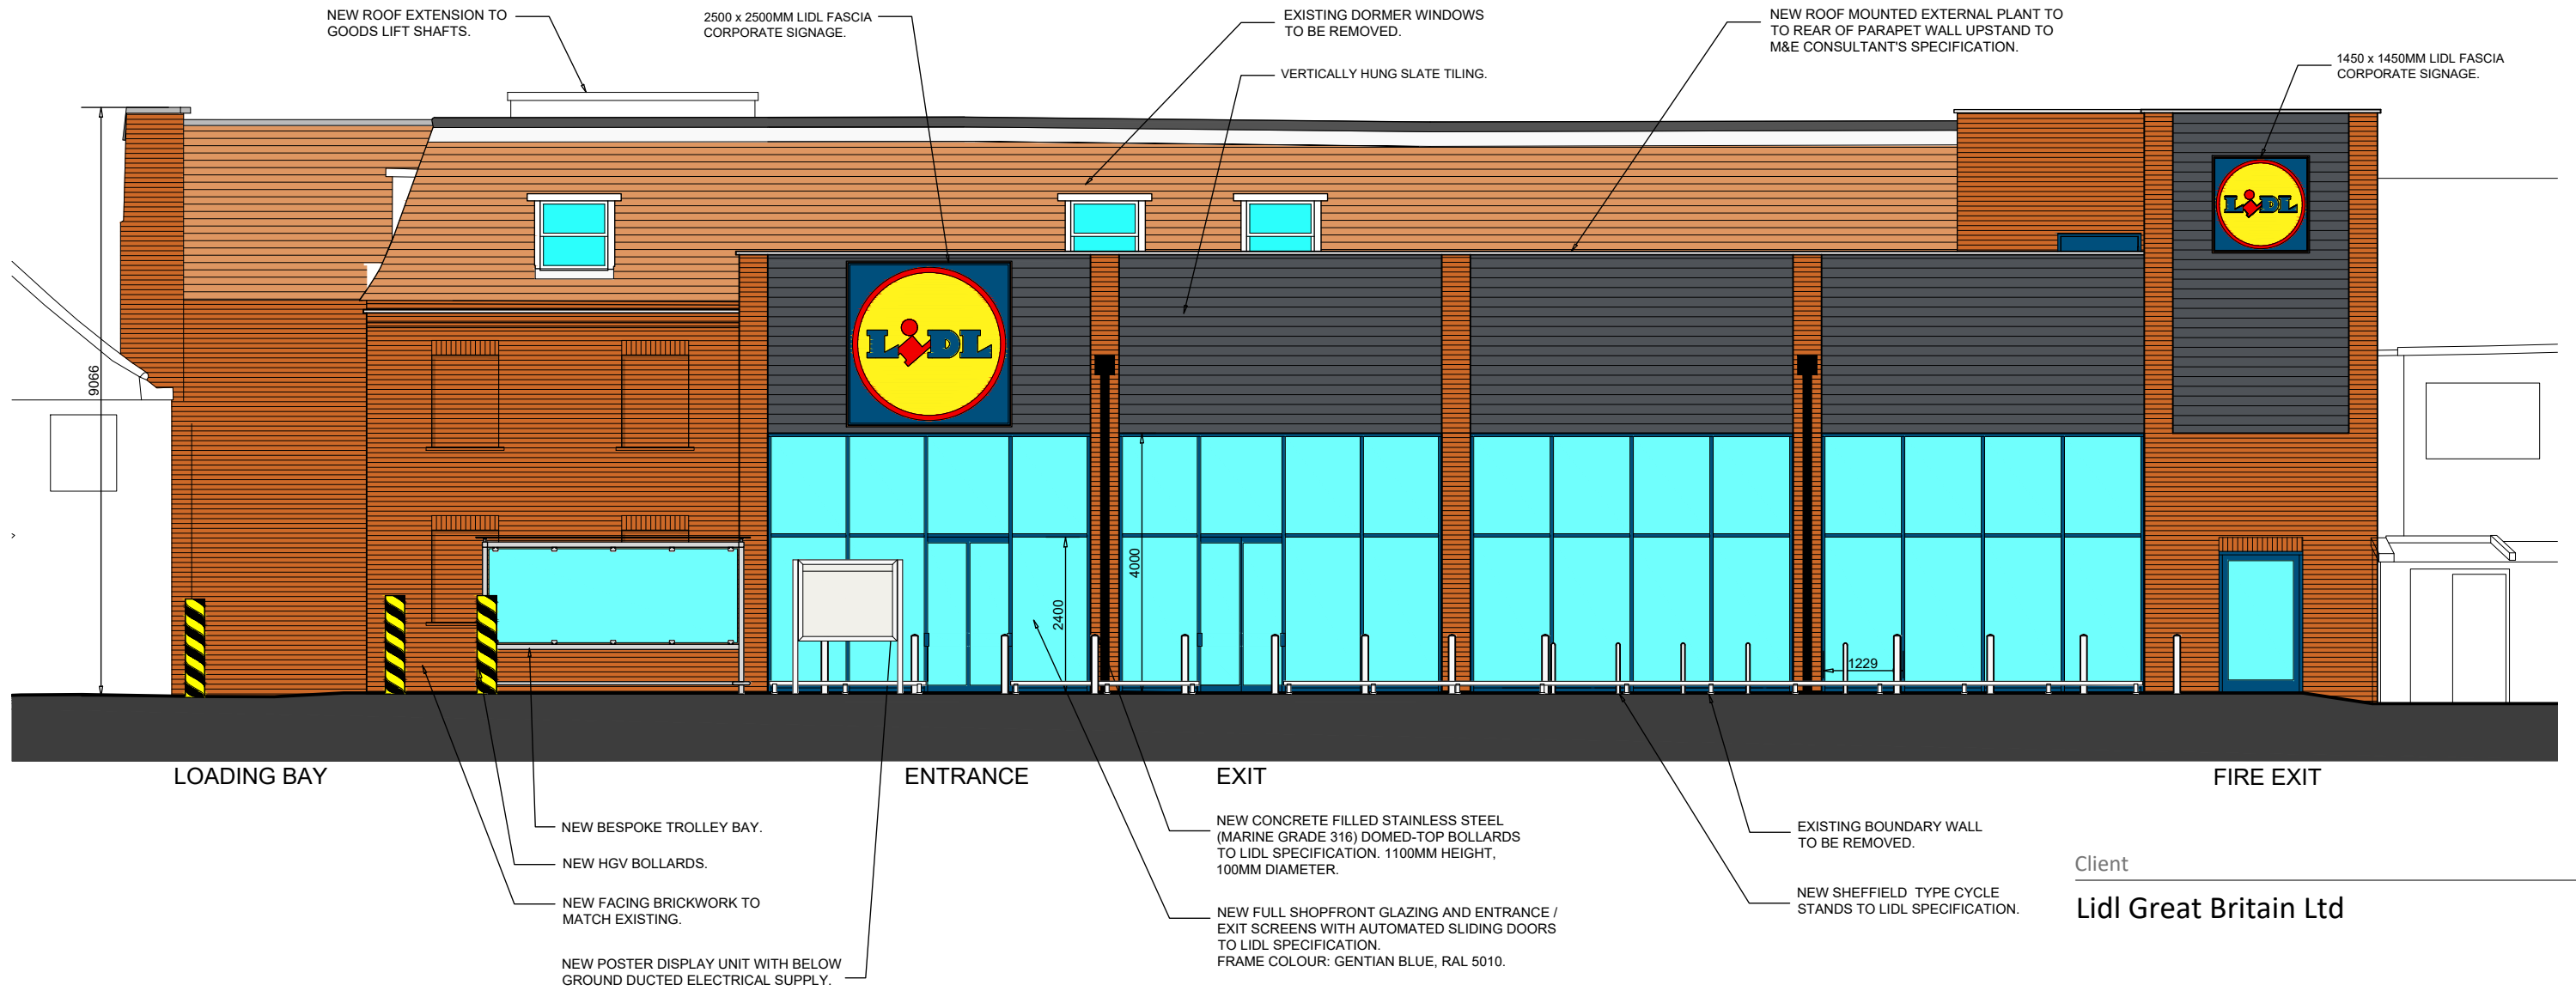 NEW ROOF EXTENSION TO
GOODS LIFT SHAFTS.
2500 x 2500MM LIDL FASCIA
CORPORATE SIGNAGE.
EXISTING DORMER WINDOWS
TO BE REMOVED.
VERTICALLY HUNG SLATE TILING.
NEW ROOF MOUNTED EXTERNAL PLANT TO
TO REAR OF PARAPET WALL UPSTAND TO
M&E CONSULTANT'S SPECIFICATION.
1450 x 1450MM LIDL FASCIA
CORPORATE SIGNAGE.
LIDL
LIDL
9066
2400
4000
1229
LOADING BAY
ENTRANCE
EXIT
FIRE EXIT
NEW BESPOKE TROLLEY BAY.
NEW HGV BOLLARDS.
NEW FACING BRICKWORK TO
MATCH EXISTING.
NEW POSTER DISPLAY UNIT WITH BELOW
GROUND DUCTED ELECTRICAL SUPPLY.
NEW CONCRETE FILLED STAINLESS STEEL
(MARINE GRADE 316) DOMED-TOP BOLLARDS
TO LIDL SPECIFICATION. 1100MM HEIGHT,
100MM DIAMETER.
NEW FULL SHOPFRONT GLAZING AND ENTRANCE /
EXIT SCREENS WITH AUTOMATED SLIDING DOORS
TO LIDL SPECIFICATION.
FRAME COLOUR: GENTIAN BLUE, RAL 5010.
EXISTING BOUNDARY WALL
TO BE REMOVED.
NEW SHEFFIELD TYPE CYCLE
STANDS TO LIDL SPECIFICATION.
Client
Lidl Great Britain Ltd